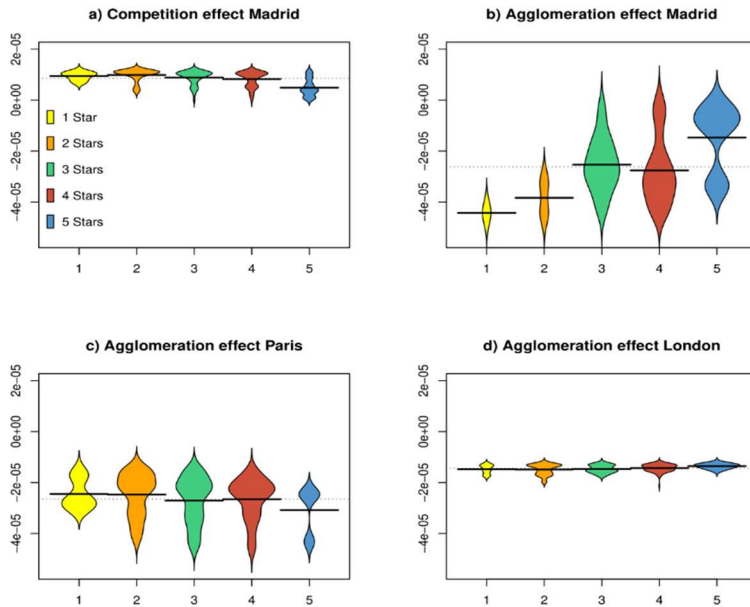 a) Competition effect Madrid
2e-05
0e+00
-2e-05
-4e-05
1 Star
2 Stars
3 Stars
4 Stars
5 Stars
1 2 3 4 5
b) Agglomeration effect Madrid
2e-05
0e+00
-2e-05
-4e-05
1 2 3 4 5
c) Agglomeration effect Paris
2e-05
0e+00
-2e-05
-4e-05
1 2 3 4 5
d) Agglomeration effect London
2e-05
0e+00
-2e-05
-4e-05
1 2 3 4 5